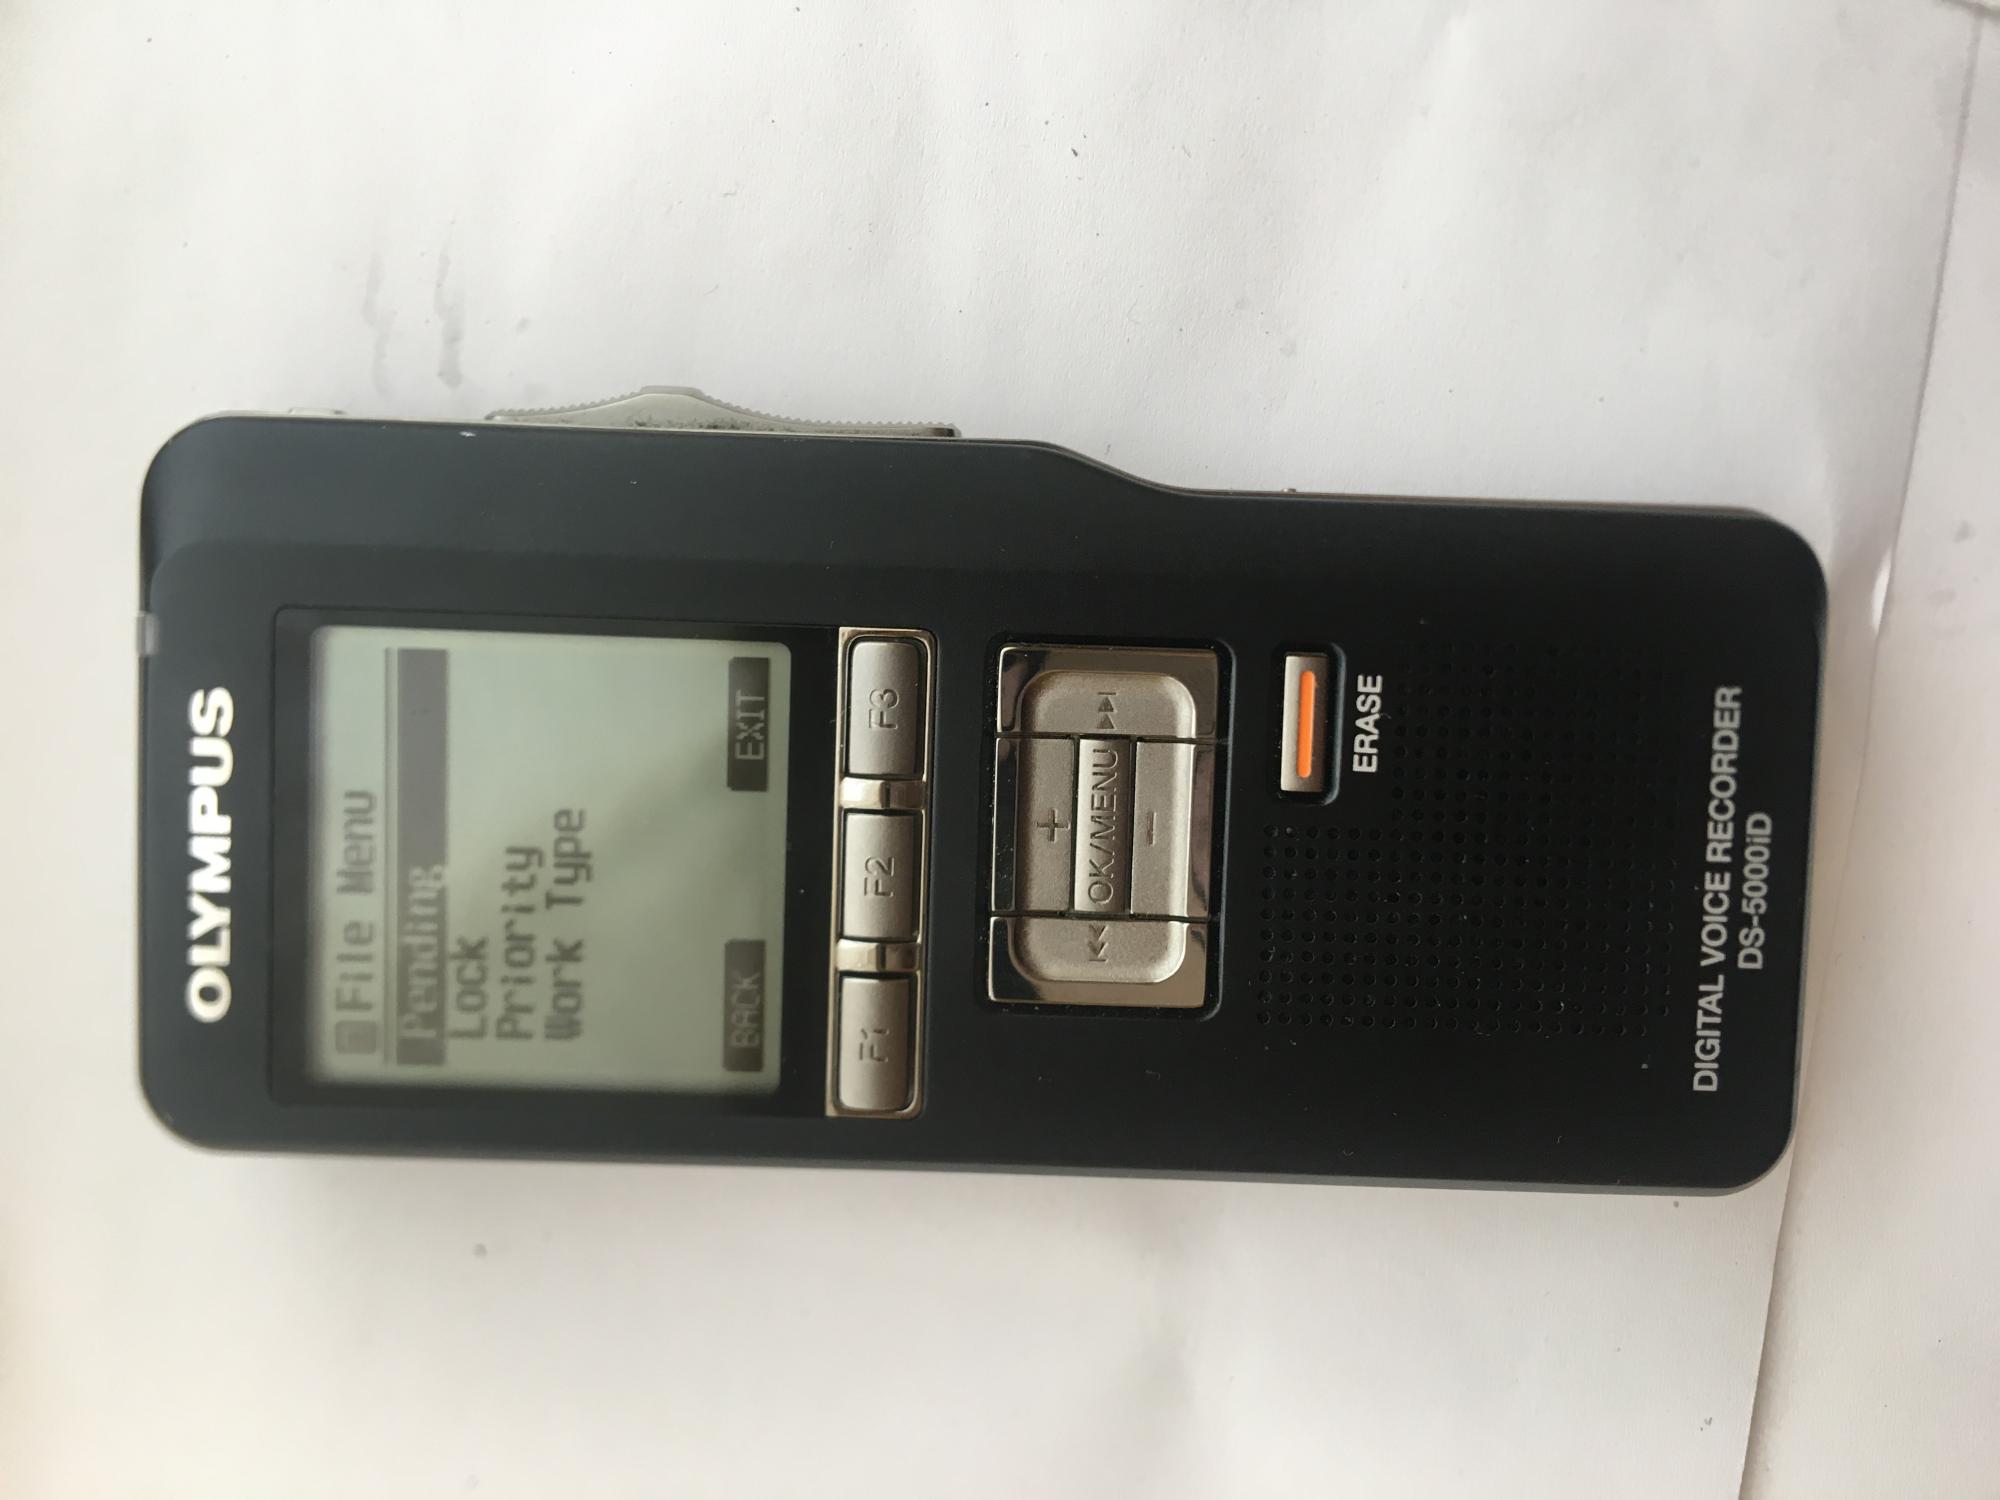 OLYMPUS
File Menu
Pending
Lock
Priority
Work Type
BACK EXIT
F1 F2 F3
+
OK/MENU
-
ERASE
DIGITAL VOICE RECORDER
DS-5000iD